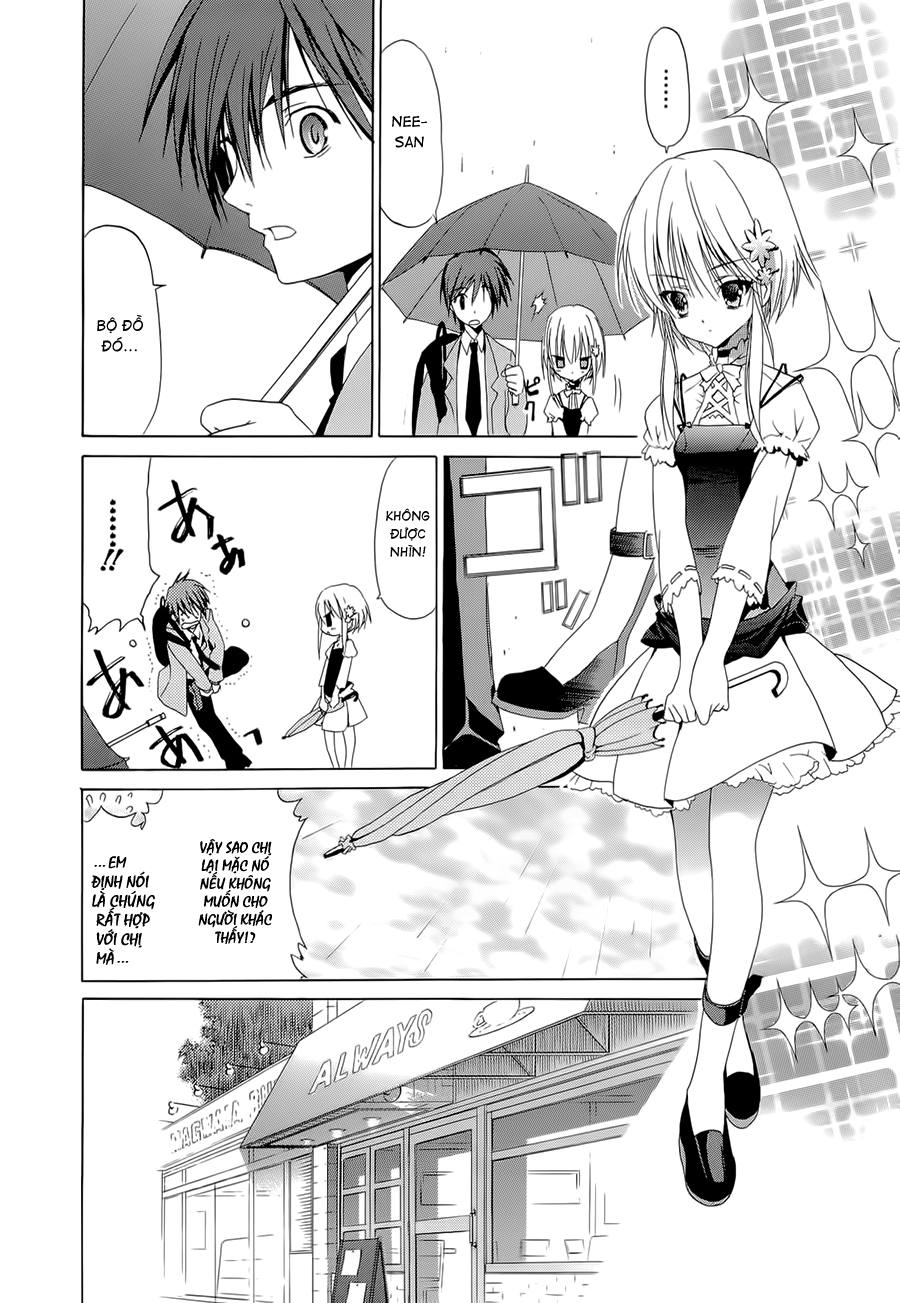 ......
NEE-
SAN
ピク
BỘ ĐỒ
ĐÓ...
ゴ
KHÔNG
ĐƯỢC
NHÌN!
あ
あぁ
......!!
あ
あ
VẬY SAO CHỊ
LẠI MẶC NÓ
NẾU KHÔNG
MUỐN CHO
NGƯỜI KHÁC
THẤY!?
...EM
ĐỊNH NÓI
LÀ CHÚNG
RẤT HỢP
VỚI CHỊ
MÀ...
ALWAYS